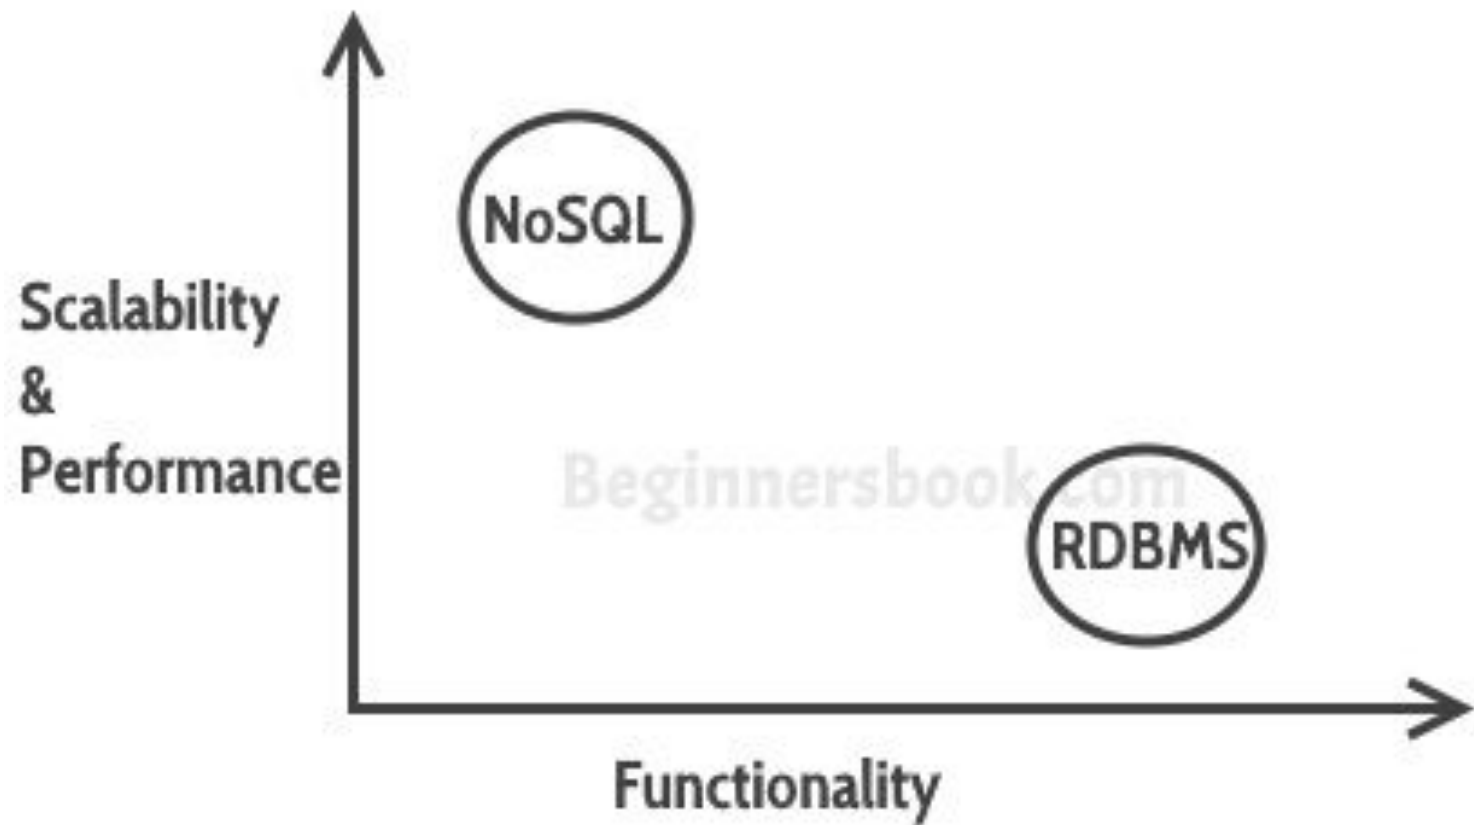 NoSQL
Scalability
&
Performance
Beginnersbook.com
RDBMS
Functionality